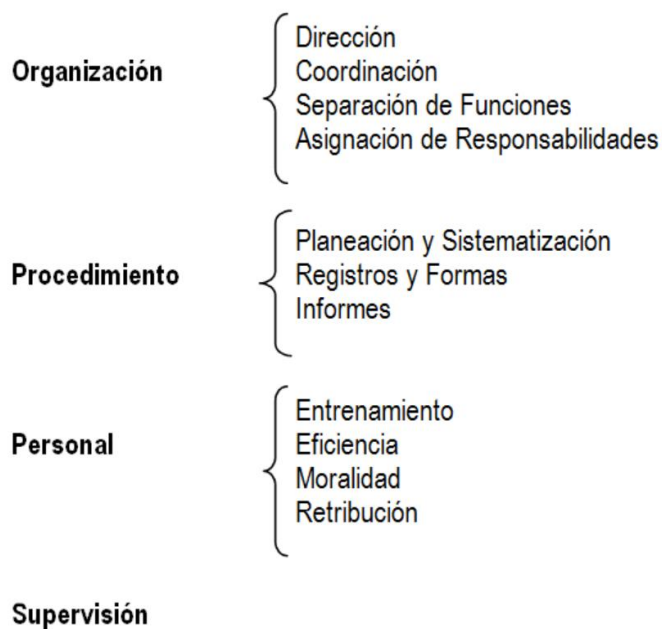 Organización
Dirección
Coordinación
Separación de Funciones
Asignación de Responsabilidades
Procedimiento
Planeación y Sistematización
Registros y Formas
Informes
Personal
Entrenamiento
Eficiencia
Moralidad
Retribución
Supervisión